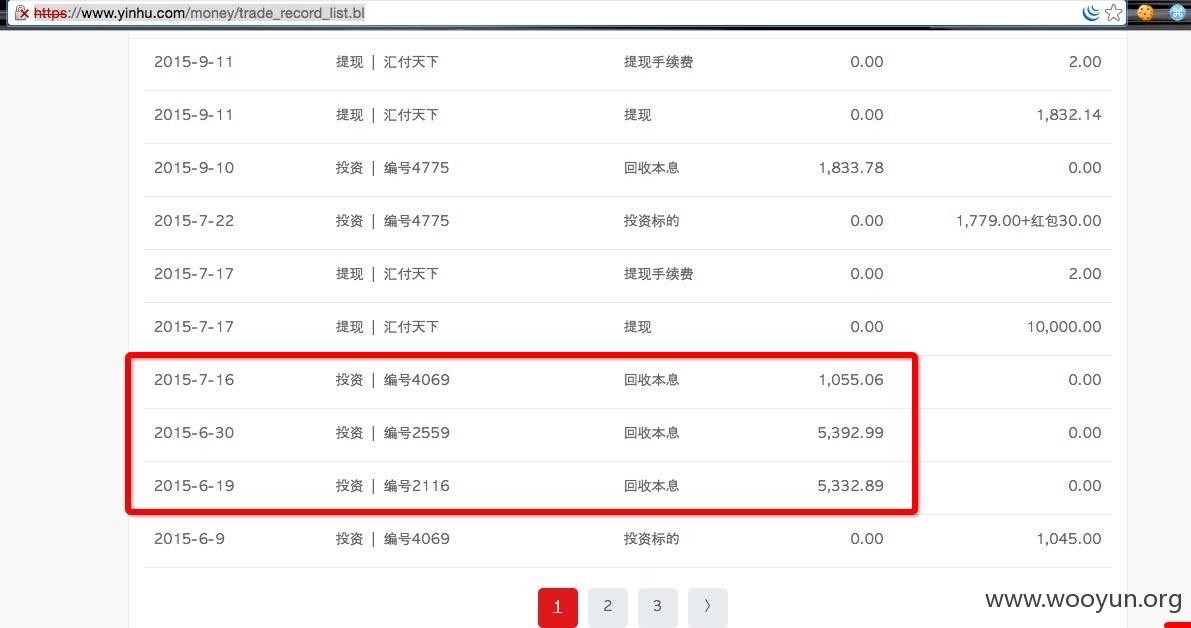 https://www.yinhu.com/money/trade_record_list.bl
2015-9-11 提现 | 汇付天下 提现手续费 0.00 2.00
2015-9-11 提现 | 汇付天下 提现 0.00 1,832.14
2015-9-10 投资 | 编号4775 回收本息 1,833.78 0.00
2015-7-22 投资 | 编号4775 投资标的 0.00 1,779.00+红包30.00
2015-7-17 提现 | 汇付天下 提现手续费 0.00 2.00
2015-7-17 提现 | 汇付天下 提现 0.00 10,000.00
2015-7-16 投资 | 编号4069 回收本息 1,055.06 0.00
2015-6-30 投资 | 编号2559 回收本息 5,392.99 0.00
2015-6-19 投资 | 编号2116 回收本息 5,332.89 0.00
2015-6-9 投资 | 编号4069 投资标的 0.00 1,045.00
1 2 3 〉
www.wooyun.org